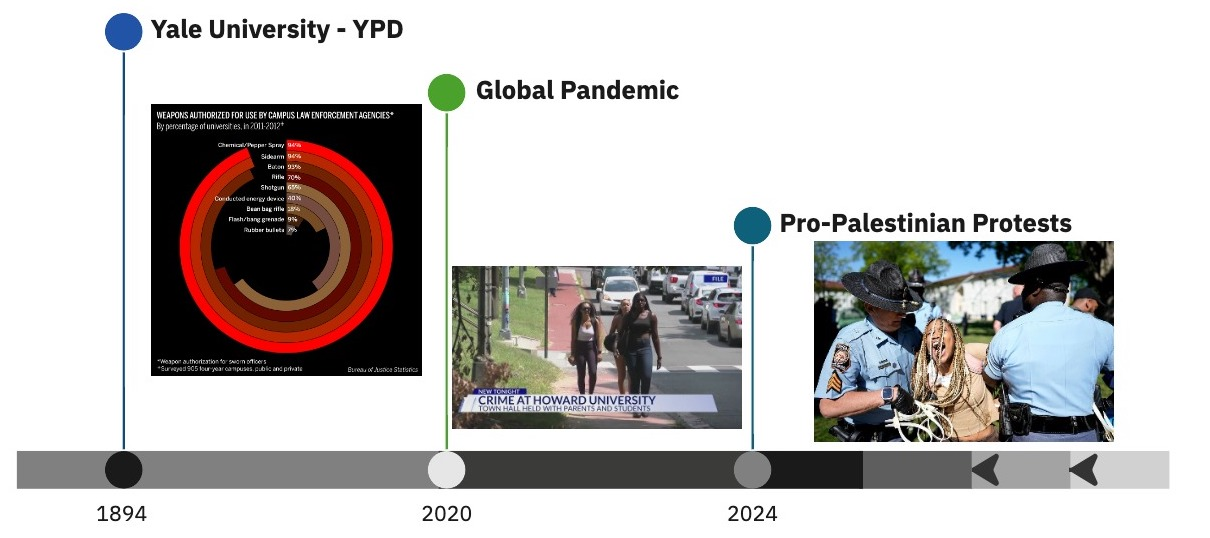 Yale University - YPD
WEAPONS AUTHORIZED FOR USE BY CAMPUS LAW ENFORCEMENT AGENCIES*
By percentage of universities, in 2011-2012⁺
Chemical/Pepper Spray 94%
Sidearm 94%
Baton 93%
Rifle 70%
Shotgun 65%
Conducted energy device 40%
Bean bag rifle 18%
Flash/bang grenade 9%
Rubber bullets 7%
*Weapon authorization for sworn officers
⁺Surveyed 905 four-year campuses, public and private
Bureau of Justice Statistics
Global Pandemic
FILE
NEW TONIGHT
CRIME AT HOWARD UNIVERSITY
TOWN HALL HELD WITH PARENTS AND STUDENTS
Pro-Palestinian Protests
1894
2020
2024